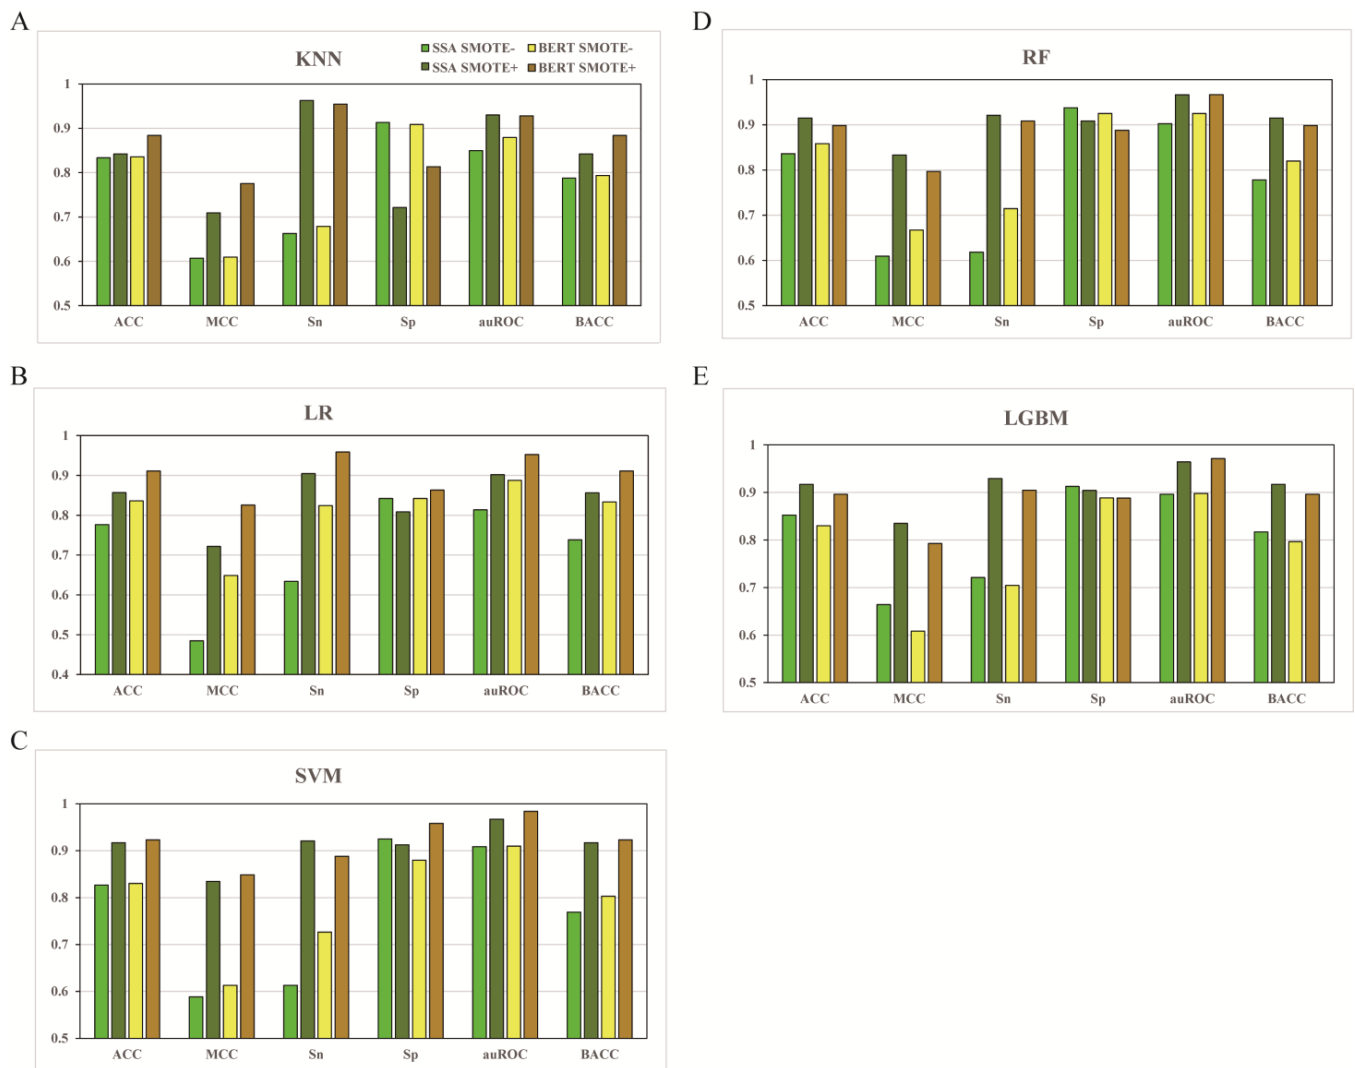 A
KNN
SSA SMOTE- BERT SMOTE-
SSA SMOTE+ BERT SMOTE+
1
0.9
0.8
0.7
0.6
0.5
ACC MCC Sn Sp auROC BACC
B
LR
1
0.9
0.8
0.7
0.6
0.5
0.4
ACC MCC Sn Sp auROC BACC
C
SVM
1
0.9
0.8
0.7
0.6
0.5
ACC MCC Sn Sp auROC BACC
D
RF
1
0.9
0.8
0.7
0.6
0.5
ACC MCC Sn Sp auROC BACC
E
LGBM
1
0.9
0.8
0.7
0.6
0.5
ACC MCC Sn Sp auROC BACC